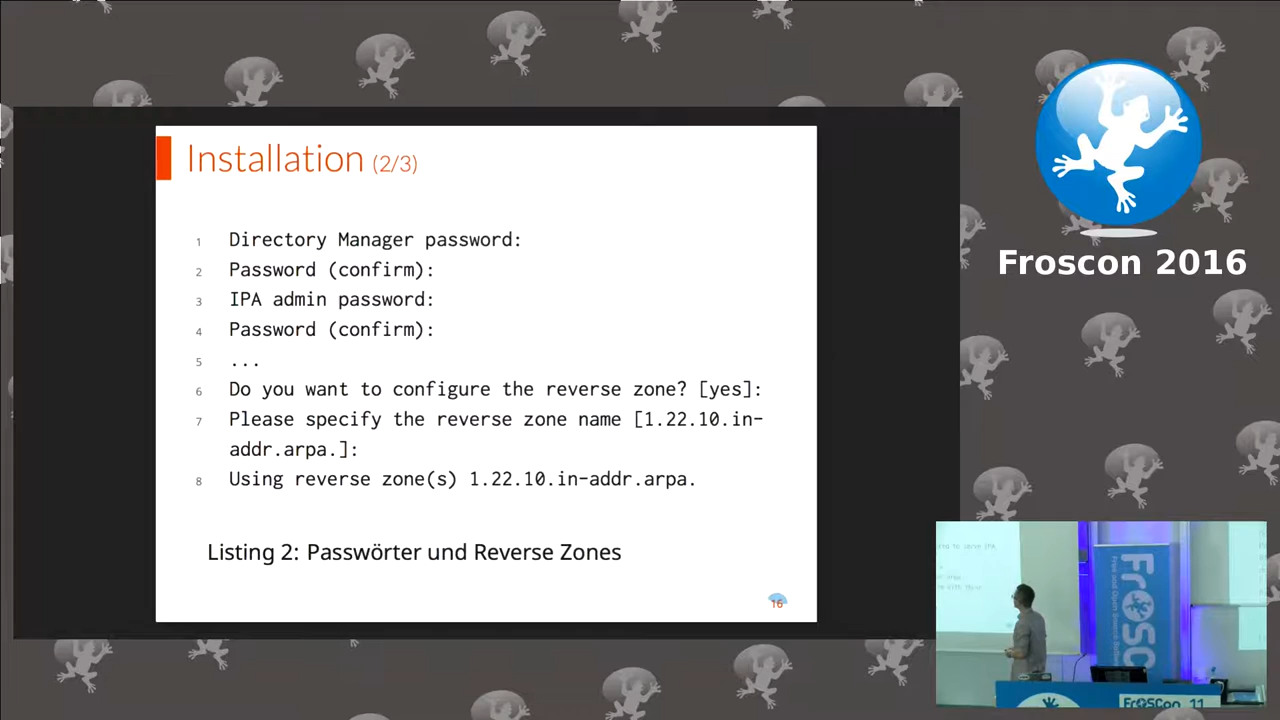 Installation (2/3)
1 Directory Manager password:
2 Password (confirm):
3 IPA admin password:
4 Password (confirm):
5 ...
6 Do you want to configure the reverse zone? [yes]:
7 Please specify the reverse zone name [1.22.10.in-
addr.arpa.]:
8 Using reverse zone(s) 1.22.10.in-addr.arpa.
Listing 2: Passwörter und Reverse Zones
16
Froscon 2016
FrOSC
FrOSCon 11